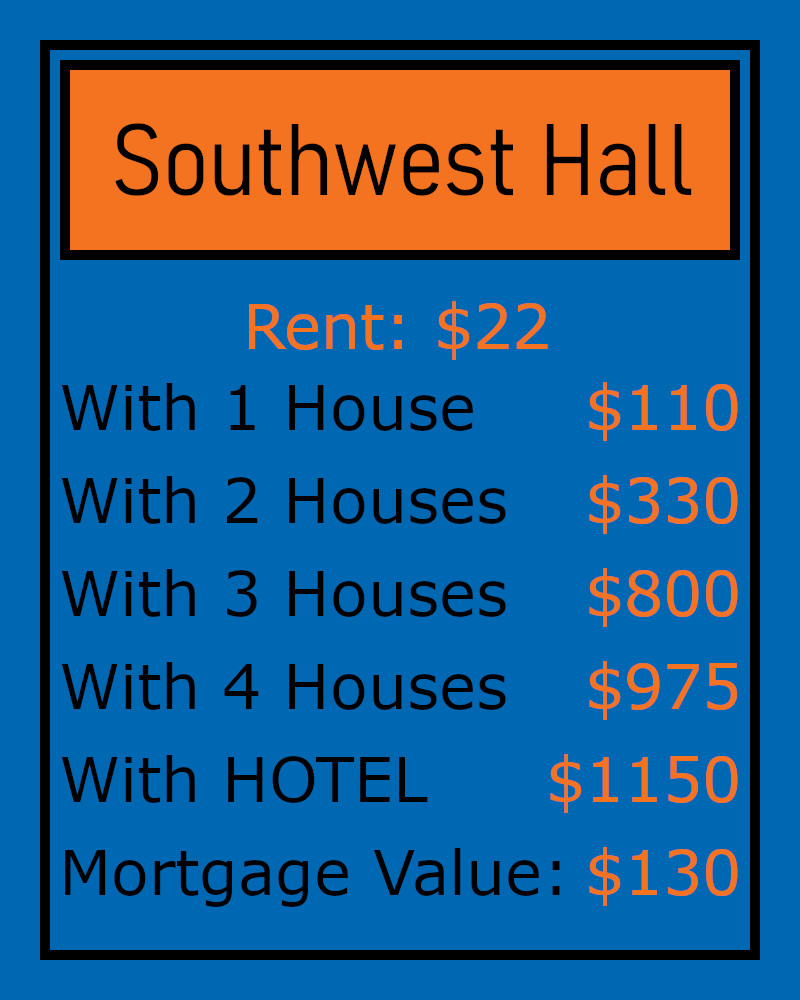 Southwest Hall
Rent: $22
With 1 House $110
With 2 Houses $330
With 3 Houses $800
With 4 Houses $975
With HOTEL $1150
Mortgage Value: $130